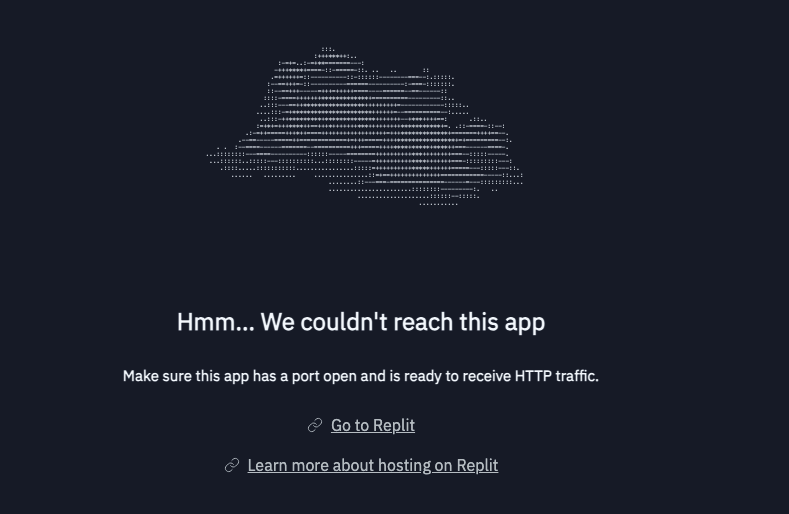 Hmm... We couldn't reach this app
Make sure this app has a port open and is ready to receive HTTP traffic.
Go to Replit
Learn more about hosting on Replit